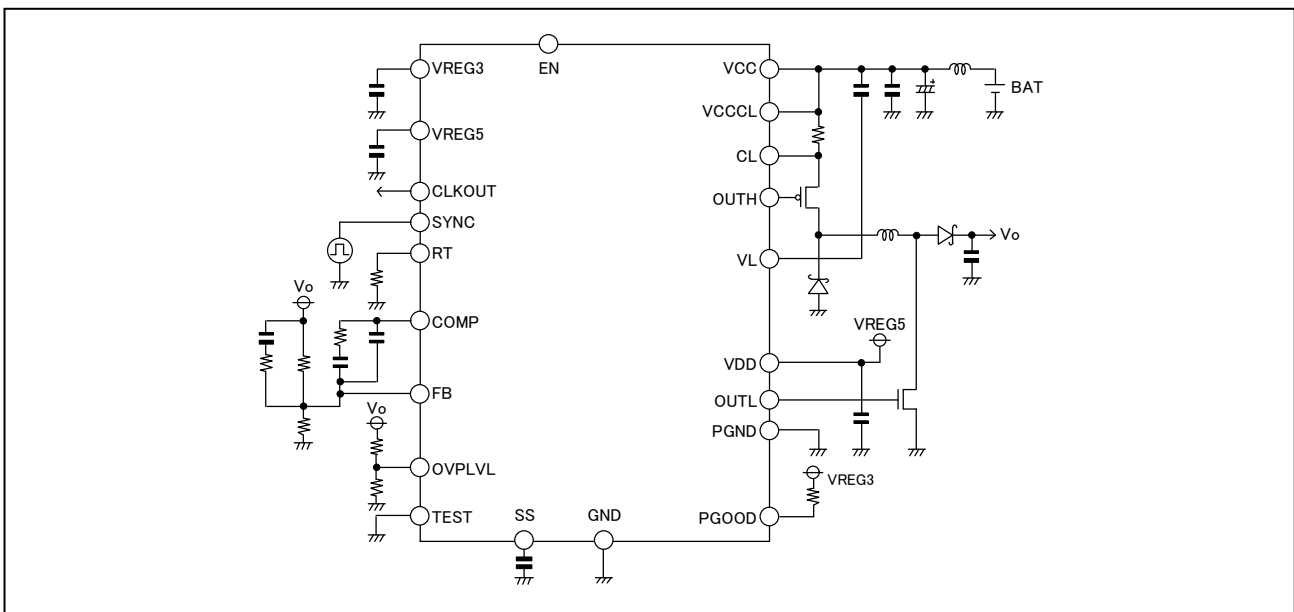 EN
VREG3
VCC
BAT
VREG5
VCCCL
CL
CLKOUT
OUTH
SYNC
Vo
RT
VL
Vo
COMP
VREG5
VDD
FB
OUTL
Vo
PGND
OVPLVL
VREG3
TEST
SS
GND
PGOOD